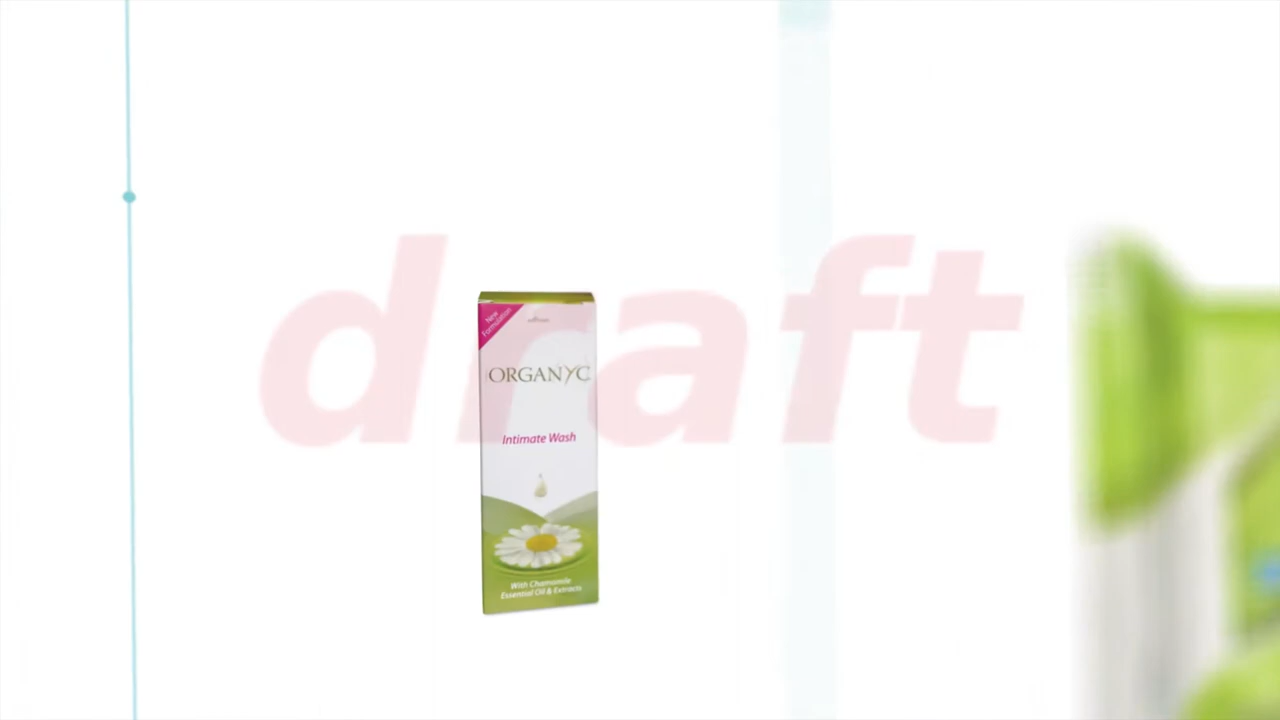 draft
New
Formulation
ORGANYC
Intimate Wash
With Chamomile
Essential Oil & Extracts